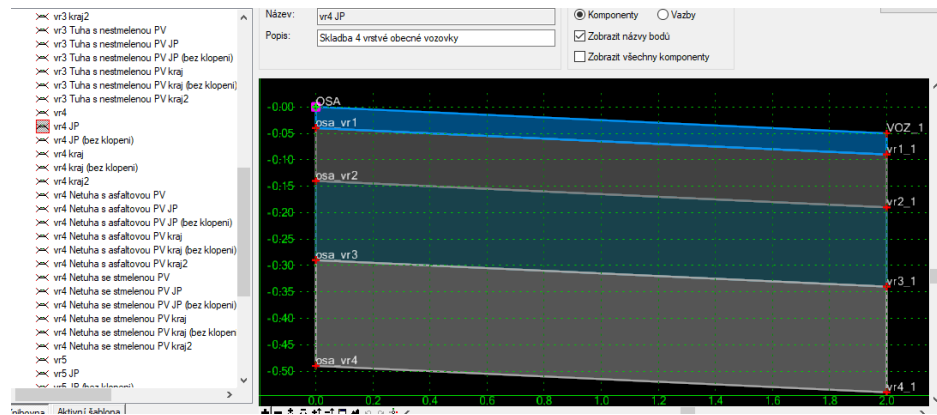 vr3 kraj2
vr3 Tuha s nestmelenou PV
vr3 Tuha s nestmelenou PV JP
vr3 Tuha s nestmelenou PV JP (bez klopeni)
vr3 Tuha s nestmelenou PV kraj
vr3 Tuha s nestmelenou PV kraj (bez klopeni)
vr3 Tuha s nestmelenou PV kraj2
vr4
vr4 JP
vr4 JP (bez klopeni)
vr4 kraj
vr4 kraj (bez klopeni)
vr4 kraj2
vr4 Netuha s asfaltovou PV
vr4 Netuha s asfaltovou PV JP
vr4 Netuha s asfaltovou PV JP (bez klopeni)
vr4 Netuha s asfaltovou PV kraj
vr4 Netuha s asfaltovou PV kraj (bez klopeni)
vr4 Netuha s asfaltovou PV kraj2
vr4 Netuha se stmelenou PV
vr4 Netuha se stmelenou PV JP
vr4 Netuha se stmelenou PV JP (bez klopeni)
vr4 Netuha se stmelenou PV kraj
vr4 Netuha se stmelenou PV kraj (bez klopen
vr4 Netuha se stmelenou PV kraj2
vr5
vr5 JP
vr5 JP (bez klopeni)
Knihovna Aktivní šablona
Název: vr4 JP
Popis: Skladba 4 vrstvé obecné vozovky
Komponenty Vazby
Zobrazit názvy bodů
Zobrazit všechny komponenty
-0.00 OSA
-0.05 osa_vr1 VOZ_1
-0.10 vr1_1
-0.15 osa_vr2
-0.20 vr2_1
-0.25
-0.30 osa_vr3
-0.35 vr3_1
-0.40
-0.45
-0.50 osa_vr4
vr4_1
0.0 0.2 0.4 0.6 0.8 1.0 1.2 1.4 1.6 1.8 2.0